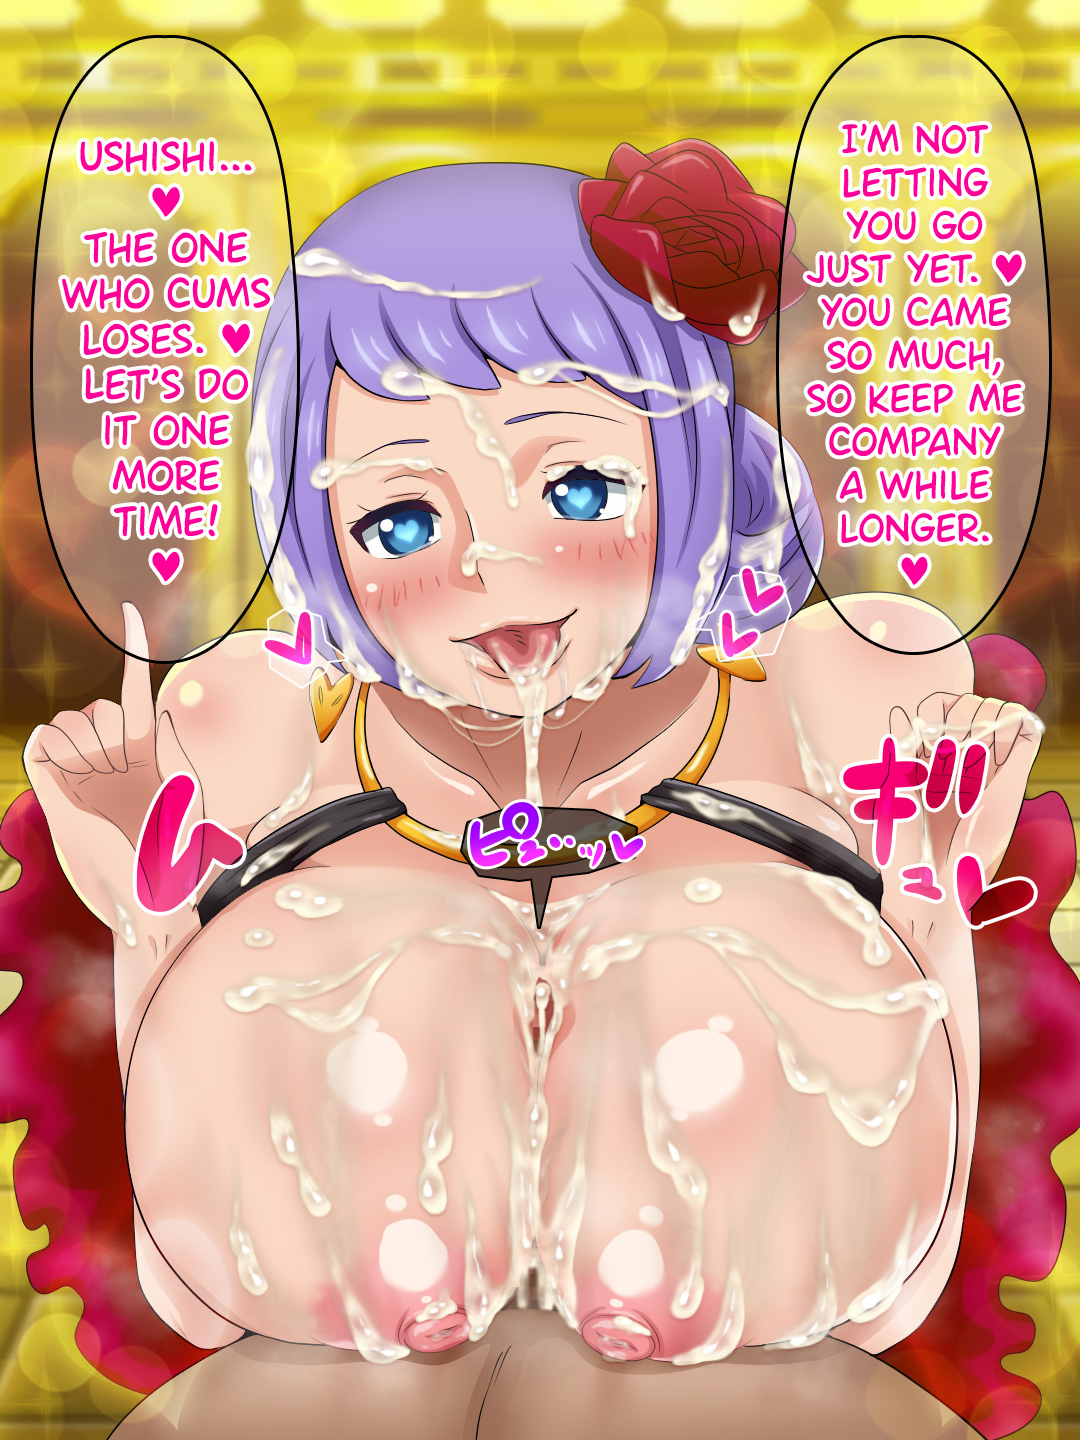 USHISHI...
♥
THE ONE
WHO CUMS
LOSES. ♥
LET'S DO
IT ONE
MORE
TIME!
♥
I'M NOT
LETTING
YOU GO
JUST YET. ♥
YOU CAME
SO MUCH,
SO KEEP ME
COMPANY
A WHILE
LONGER.
♥
ピュ..ッ♥
ム
ギュ♥